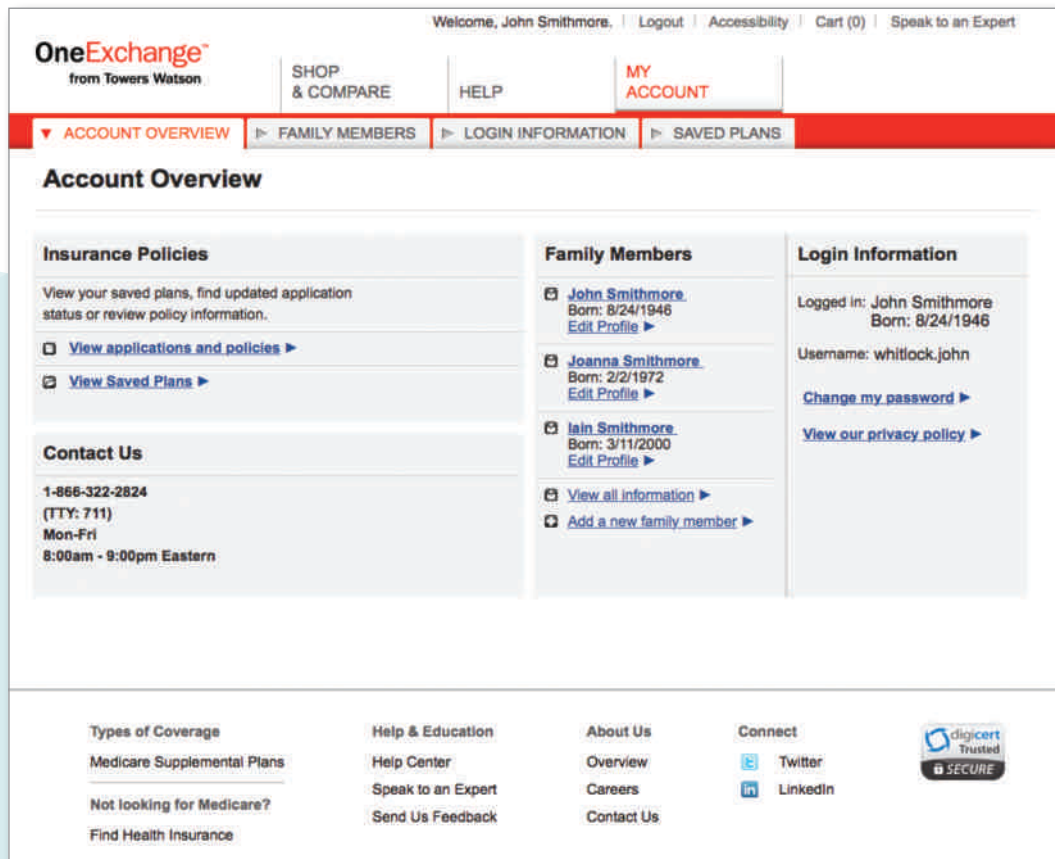 Welcome, John Smithmore. Logout Accessibility Cart (0) Speak to an Expert
OneExchange™
from Towers Watson
SHOP
& COMPARE
HELP
MY
ACCOUNT
ACCOUNT OVERVIEW FAMILY MEMBERS LOGIN INFORMATION SAVED PLANS
Account Overview
Insurance Policies
View your saved plans, find updated application
status or review policy information.
View applications and policies
View Saved Plans
Contact Us
1-866-322-2824
(TTY: 711)
Mon-Fri
8:00am - 9:00pm Eastern
Family Members
John Smithmore
Born: 8/24/1946
Edit Profile
Joanna Smithmore
Born: 2/2/1972
Edit Profile
Iain Smithmore
Born: 3/11/2000
Edit Profile
View all information
Add a new family member
Login Information
Logged in: John Smithmore
Born: 8/24/1946
Username: whitlock.john
Change my password
View our privacy policy
Types of Coverage
Medicare Supplemental Plans
Not looking for Medicare?
Find Health Insurance
Help & Education
Help Center
Speak to an Expert
Send Us Feedback
About Us
Overview
Careers
Contact Us
Connect
Twitter
LinkedIn
digicert
Trusted
SECURE